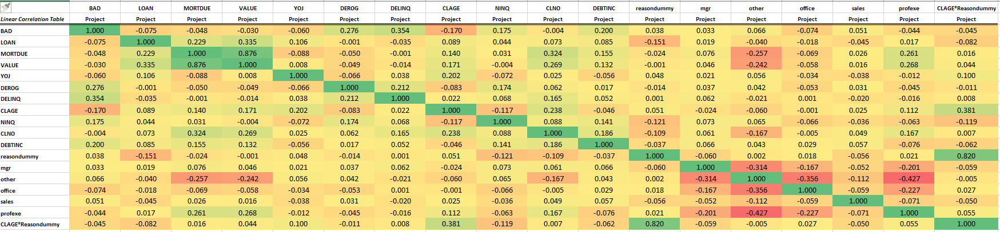 BAD LOAN MORTDUE VALUE YOJ DEROG DELINQ CLAGE NINQ CLNO DEBTINC reasondummy mgr other office sales profexe CLAGE*Reasondummy
Linear Correlation Table Project Project Project Project Project Project Project Project Project Project Project Project Project Project Project Project Project Project
BAD 1.000 -0.075 -0.048 -0.030 -0.060 0.276 0.354 -0.170 0.175 -0.004 0.200 0.038 0.033 0.066 -0.074 0.051 -0.044 -0.045
LOAN -0.075 1.000 0.229 0.335 0.106 -0.001 -0.035 0.089 0.044 0.073 0.085 -0.151 0.019 -0.040 -0.018 -0.045 0.017 -0.082
MORTDUE -0.048 0.229 1.000 0.876 -0.088 -0.050 -0.001 0.140 0.031 0.324 0.155 -0.024 0.076 -0.257 -0.069 0.026 0.261 0.016
VALUE -0.030 0.335 0.876 1.000 0.008 -0.049 -0.014 0.171 -0.004 0.269 0.132 -0.001 0.046 -0.242 -0.058 0.016 0.268 0.044
YOJ -0.060 0.106 -0.088 0.008 1.000 -0.066 0.038 0.202 -0.072 0.025 -0.056 0.048 0.021 0.056 -0.034 -0.038 -0.012 0.100
DEROG 0.276 -0.001 -0.050 -0.049 -0.066 1.000 0.212 -0.083 0.174 0.062 0.017 -0.014 0.037 0.042 -0.053 0.031 -0.045 -0.011
DELINQ 0.354 -0.035 -0.001 -0.014 0.038 0.212 1.000 0.022 0.068 0.165 0.052 0.001 0.062 -0.021 0.001 -0.020 -0.016 0.008
CLAGE -0.170 0.089 0.140 0.171 0.202 -0.083 0.022 1.000 -0.117 0.238 -0.046 0.051 -0.024 -0.060 -0.001 0.025 0.112 0.381
NINQ 0.175 0.044 0.031 -0.004 -0.072 0.174 0.068 -0.117 1.000 0.088 0.141 -0.121 0.073 0.065 -0.066 -0.036 -0.063 -0.119
CLNO -0.004 0.073 0.324 0.269 0.025 0.062 0.165 0.238 0.088 1.000 0.186 -0.109 0.061 -0.167 -0.005 0.049 0.167 0.007
DEBTINC 0.200 0.085 0.155 0.132 -0.056 0.017 0.052 -0.046 0.141 0.186 1.000 -0.037 0.066 0.043 0.029 0.057 -0.076 -0.062
reasondummy 0.038 -0.151 -0.024 -0.001 0.048 -0.014 0.001 0.051 -0.121 -0.109 -0.037 1.000 -0.060 0.002 0.018 -0.056 0.021 0.820
mgr 0.033 0.019 0.076 0.046 0.021 0.037 0.062 -0.024 0.073 0.061 0.066 -0.060 1.000 -0.314 -0.167 -0.052 -0.201 -0.059
other 0.066 -0.040 -0.257 -0.242 0.056 0.042 -0.021 -0.060 0.065 -0.167 0.043 0.002 -0.314 1.000 -0.356 -0.112 -0.427 -0.005
office -0.074 -0.018 -0.069 -0.058 -0.034 -0.053 0.001 -0.001 -0.066 -0.005 0.029 0.018 -0.167 -0.356 1.000 -0.059 -0.227 0.027
sales 0.051 -0.045 0.026 0.016 -0.038 0.031 -0.020 0.025 -0.036 0.049 0.057 -0.056 -0.052 -0.112 -0.059 1.000 -0.071 -0.050
profexe -0.044 0.017 0.261 0.268 -0.012 -0.045 -0.016 0.112 -0.063 0.167 -0.076 0.021 -0.201 -0.427 -0.227 -0.071 1.000 0.055
CLAGE*Reasondummy -0.045 -0.082 0.016 0.044 0.100 -0.011 0.008 0.381 -0.119 0.007 -0.062 0.820 -0.059 -0.005 0.027 -0.050 0.055 1.000